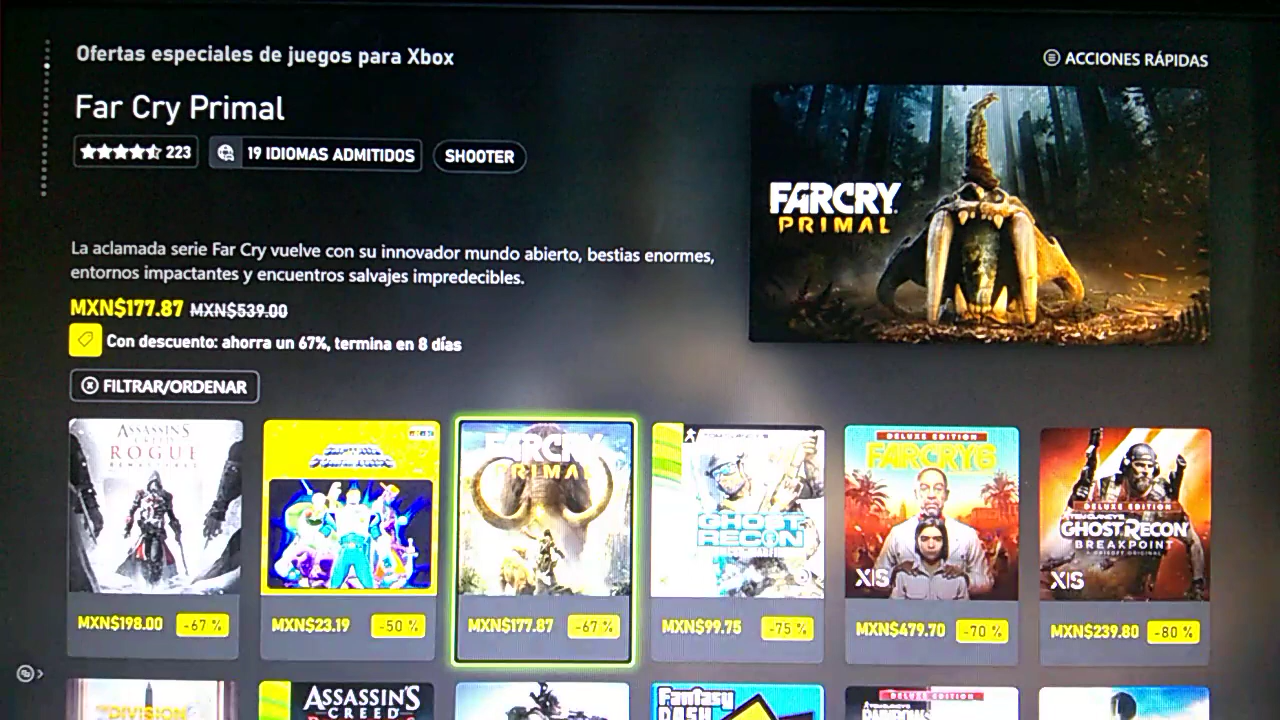 Ofertas especiales de juegos para Xbox
ACCIONES RÁPIDAS
Far Cry Primal
223
19 IDIOMAS ADMITIDOS
SHOOTER
FARCRY
PRIMAL
La aclamada serie Far Cry vuelve con su innovador mundo abierto, bestias enormes,
entornos impactantes y encuentros salvajes impredecibles.
MXN$177.87 MXN$539.00
Con descuento: ahorra un 67%, termina en 8 días
FILTRAR/ORDENAR
ASSASSIN'S
CREED
ROGUE
REMASTERED
FARCRY
PRIMAL
GHOST
RECON
DELUXE EDITION
FARCRY6
X|S
DELUXE EDITION
GHOST RECON
BREAKPOINT
A UBISOFT ORIGINAL
X|S
MXN$198.00 -67 %
MXN$23.19 -50 %
MXN$177.87 -67 %
MXN$99.75 -75 %
MXN$479.70 -70 %
MXN$239.80 -80 %
DIVISION
ASSASSIN'S
CREED
Fantasy
DELUXE EDITION